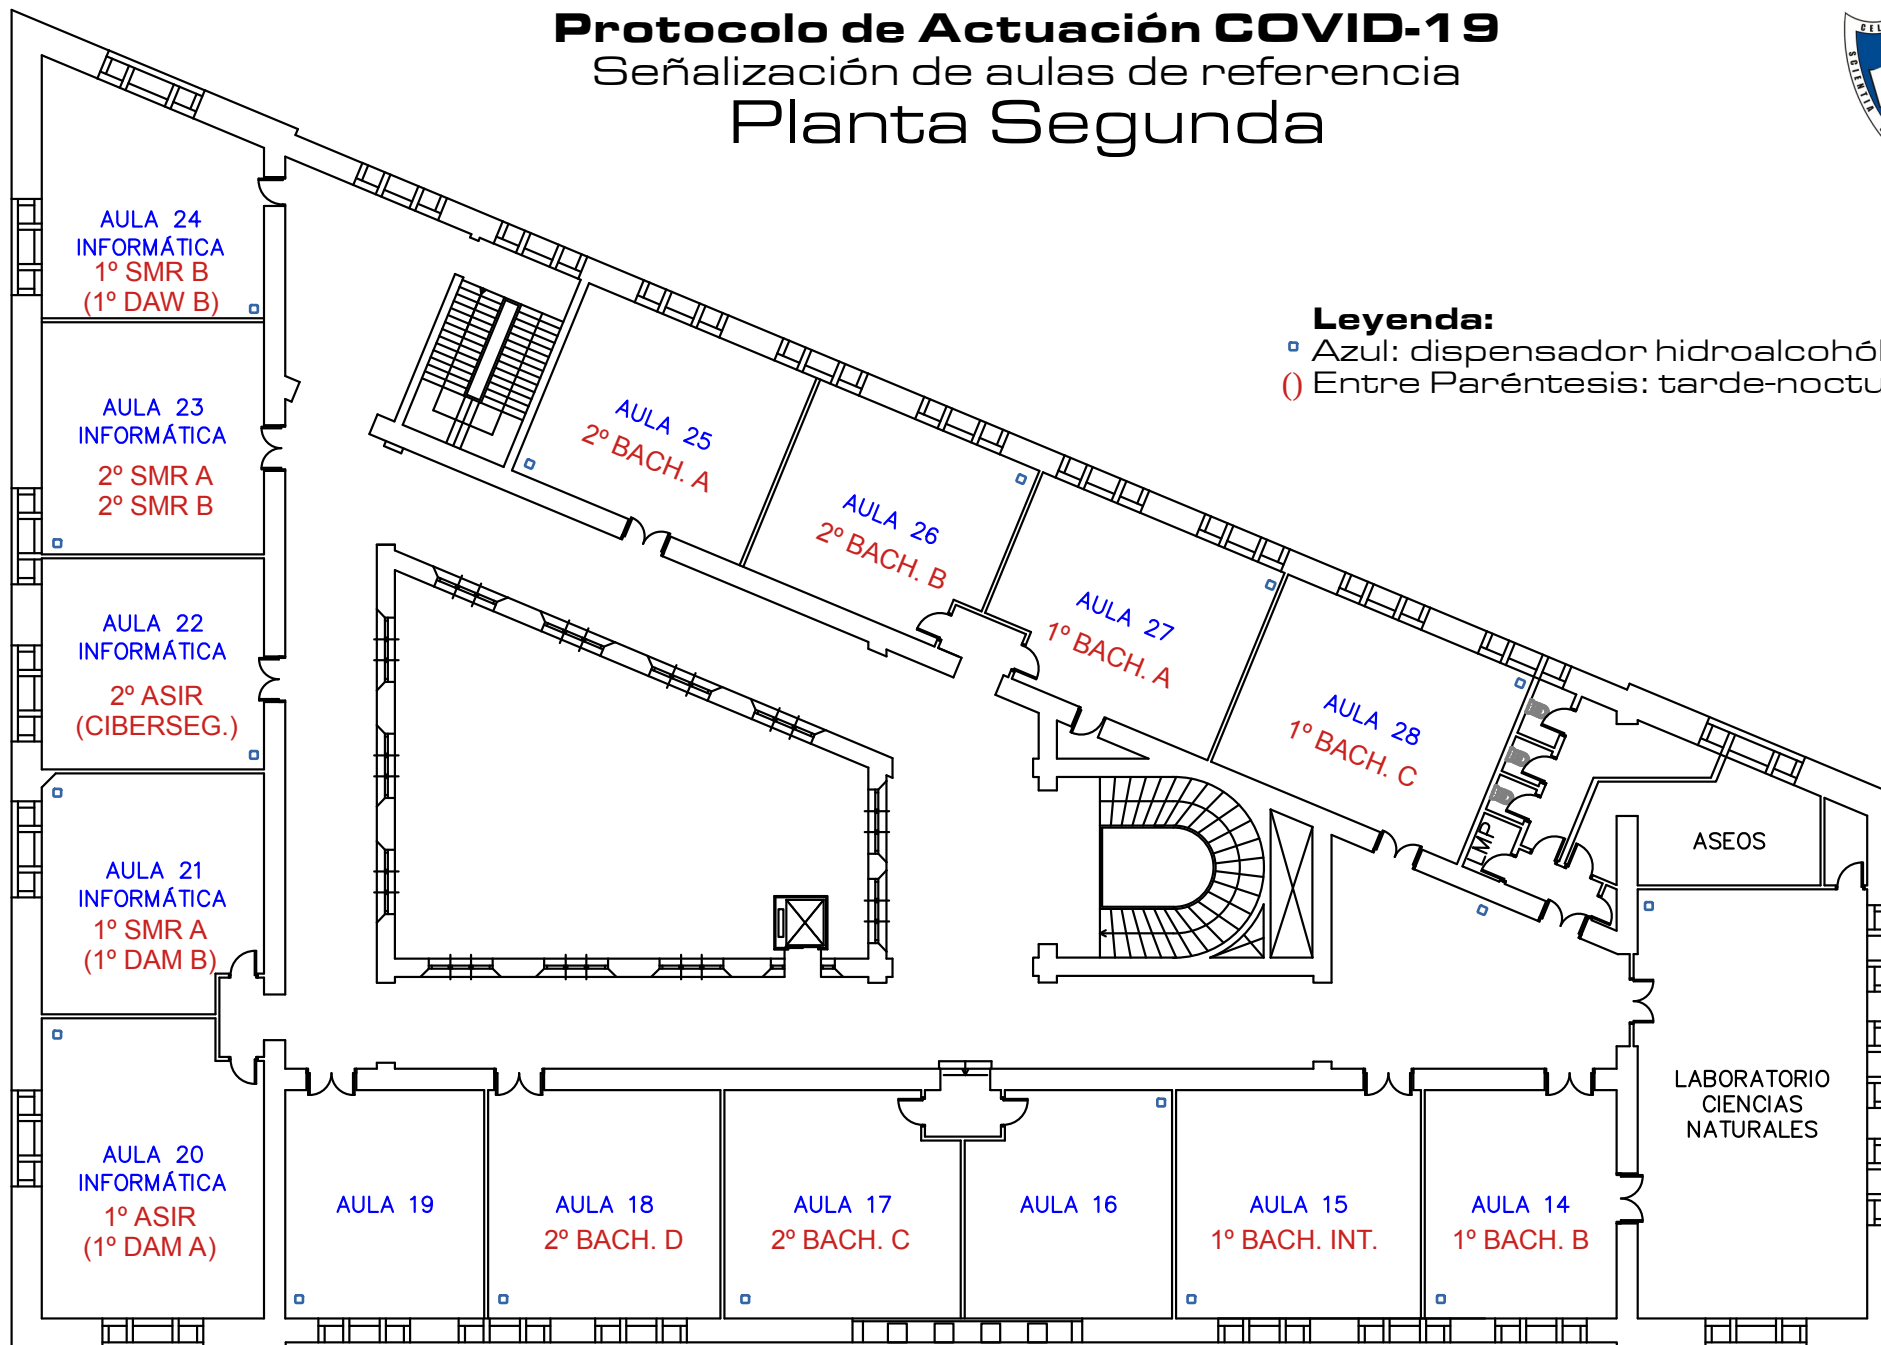 Protocolo de Actuación COVID-19
Señalización de aulas de referencia
Planta Segunda
SCIENTIA
Leyenda:
Azul: dispensador
() Entre Paréntesis:
AULA 24
INFORMÁTICA
1º SMR B
(1º DAW B)
AULA 23
INFORMÁTICA
2º SMR A
2º SMR B
AULA 22
INFORMÁTICA
2º ASIR
(CIBERSEG.)
AULA 21
INFORMÁTICA
1º SMR A
(1º DAM B)
AULA 20
INFORMÁTICA
1º ASIR
(1º DAM A)
AULA 25
2º BACH. A
AULA 26
2º BACH. B
AULA 27
1º BACH. A
AULA 28
1º BACH. C
LMP
ASEOS
LABORATORIO
CIENCIAS
NATURALES
AULA 19
AULA 18
2º BACH. D
AULA 17
2º BACH. C
AULA 16
AULA 15
1º BACH. INT.
AULA 14
1º BACH. B